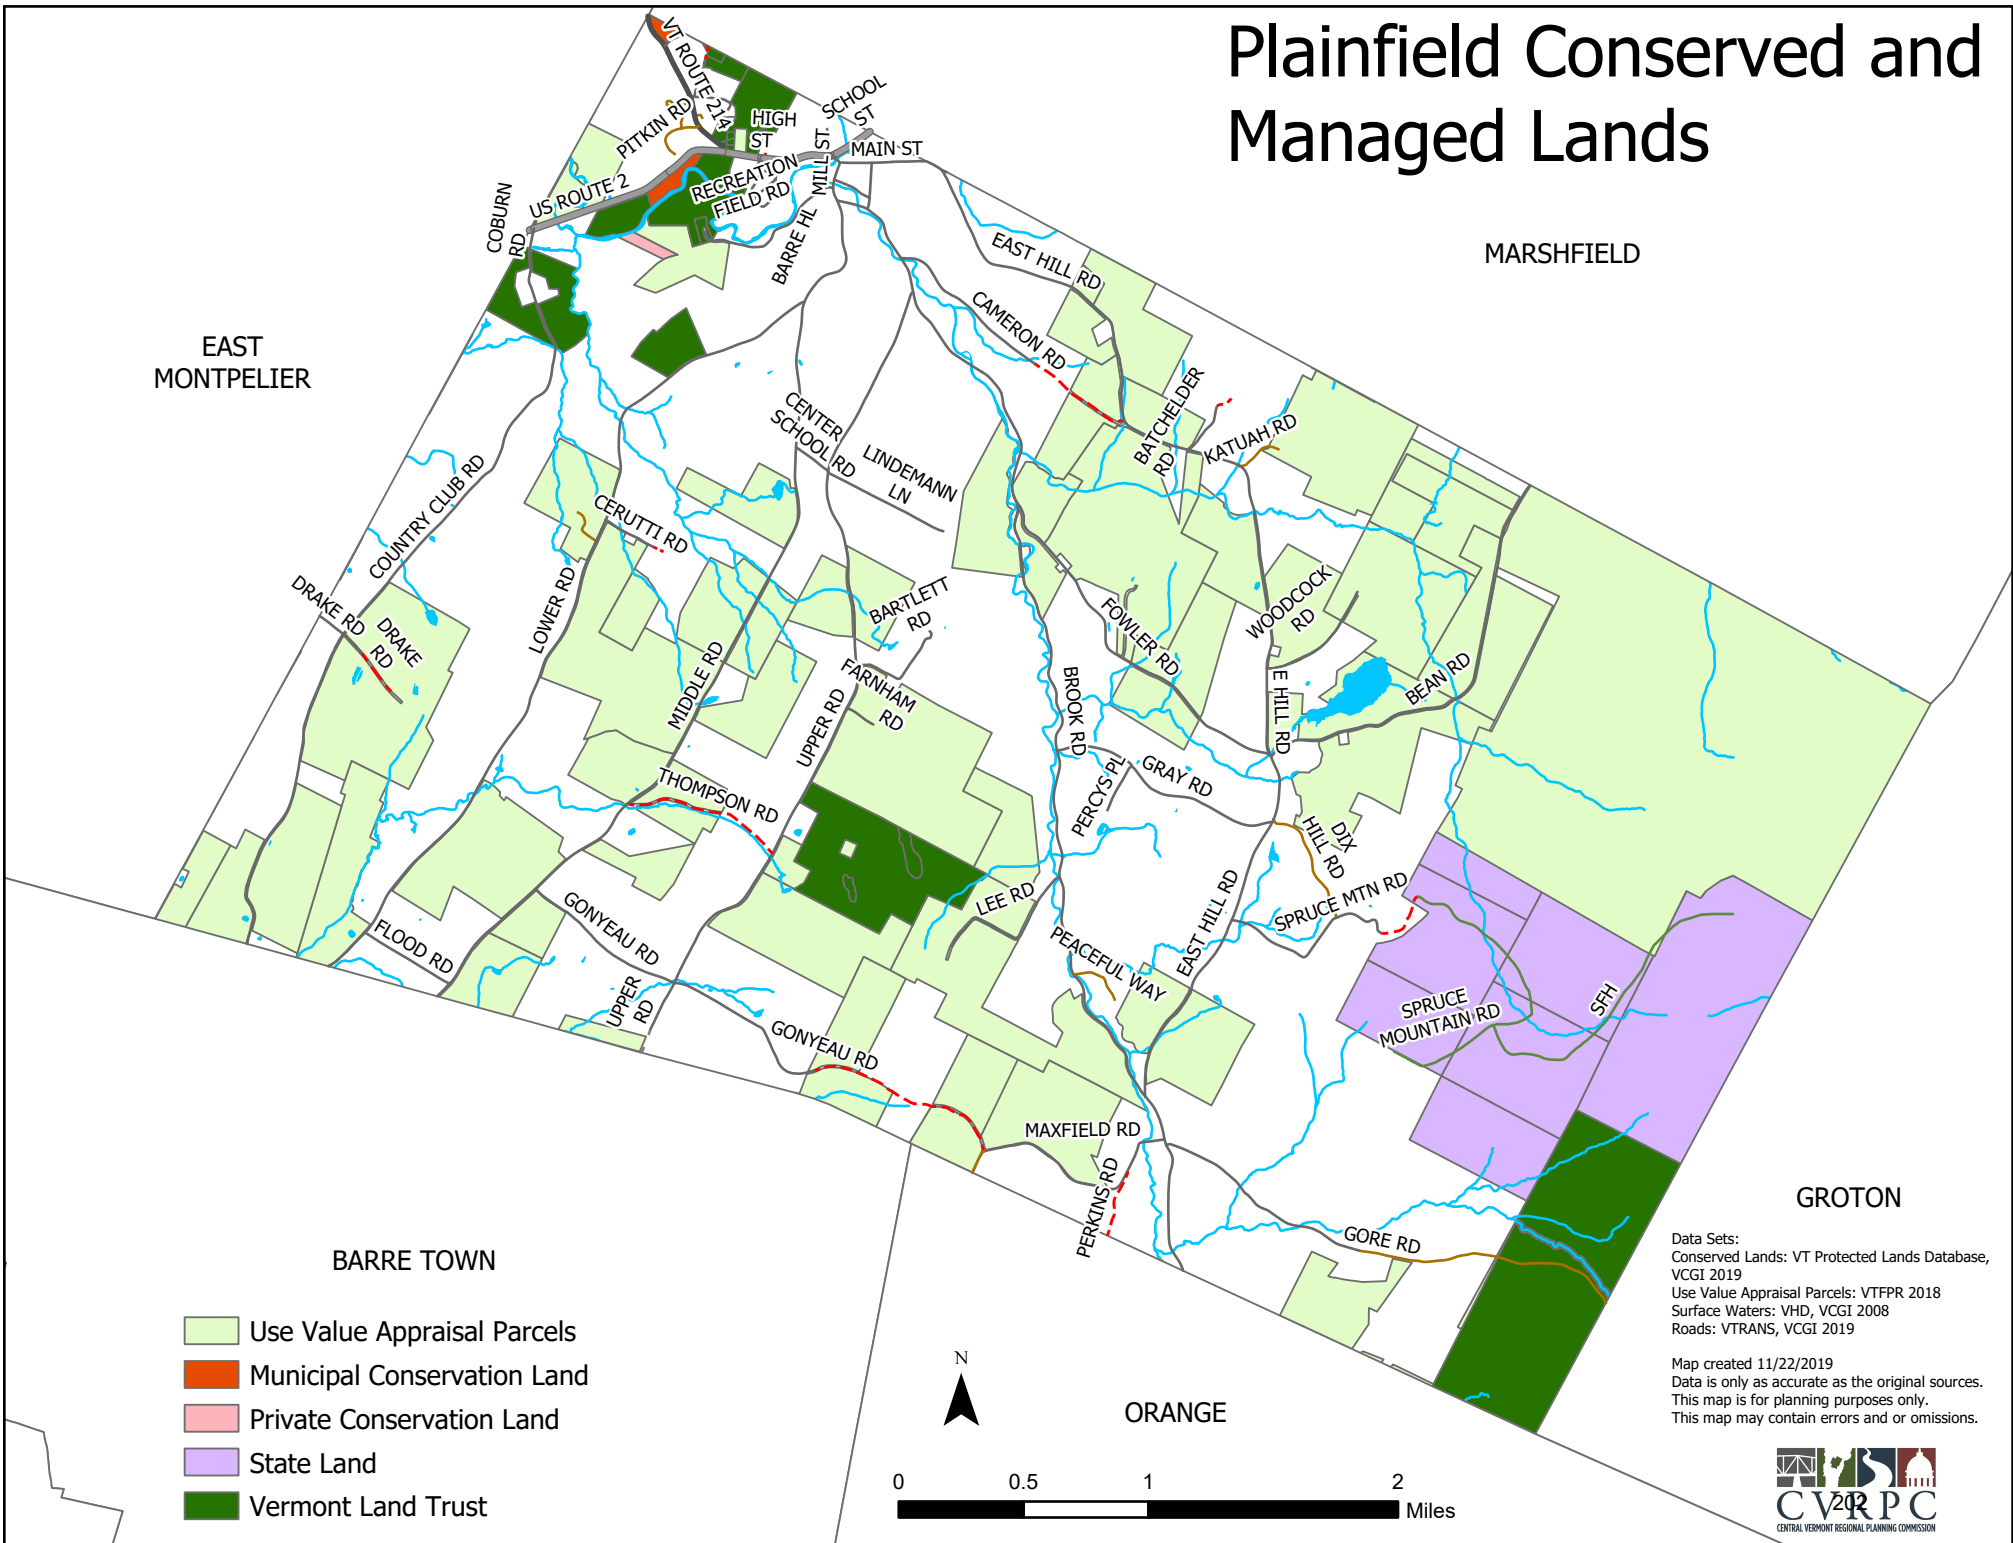 Plainfield Conserved and
Managed Lands
VT ROUTE 214
PITKIN RD
HIGH
ST
SCHOOL
ST
MILL ST.
MAIN ST
US ROUTE 2
RECREATION
FIELD RD
COBURN
RD
BARRE HL
EAST HILL RD
MARSHFIELD
CAMERON RD
EAST
MONTPELIER
BATCHELDER
RD
KATUAH RD
CENTER
SCHOOL RD
LINDEMANN
LN
COUNTRY CLUB RD
CERUTTI RD
DRAKE RD
DRAKE
RD
LOWER RD
BARTLETT
RD
FOWLER RD
WOODCOCK
RD
MIDDLE RD
FARNHAM
RD
UPPER RD
BROOK RD
E HILL RD
BEAN RD
THOMPSON RD
PERCYS PL
GRAY RD
DIX
HILL RD
LEE RD
SPRUCE MTN RD
EAST HILL RD
FLOOD RD
GONYEAU RD
PEACEFUL WAY
UPPER
RD
SPRUCE
MOUNTAIN RD
SFH
GONYEAU RD
MAXFIELD RD
PERKINS RD
GORE RD
GROTON
BARRE TOWN
ORANGE
Use Value Appraisal Parcels
Municipal Conservation Land
Private Conservation Land
State Land
Vermont Land Trust
N
0 0.5 1 2
Miles
Data Sets:
Conserved Lands: VT Protected Lands Database,
VCGI 2019
Use Value Appraisal Parcels: VTFPR 2018
Surface Waters: VHD, VCGI 2008
Roads: VTRANS, VCGI 2019
Map created 11/22/2019
Data is only as accurate as the original sources.
This map is for planning purposes only.
This map may contain errors and or omissions.
CVRPC
202
CENTRAL VERMONT REGIONAL PLANNING COMMISSION